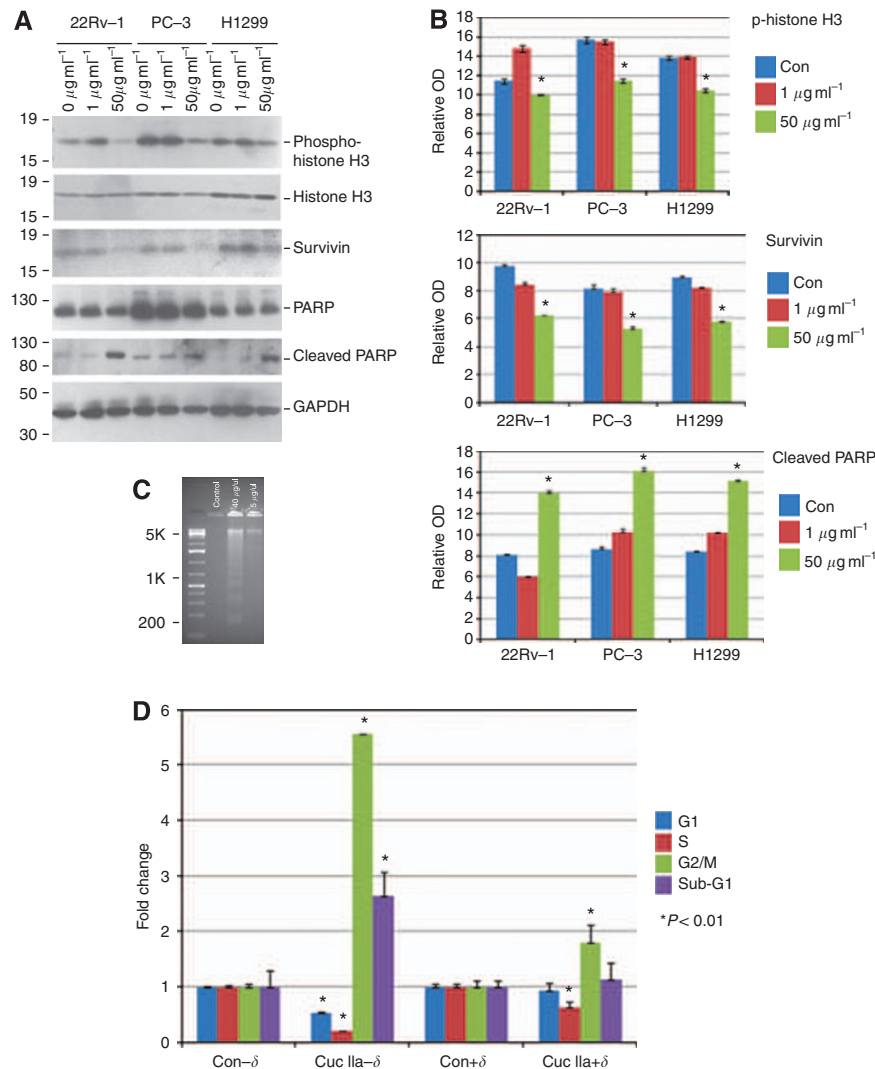 A
22Rv–1 PC–3 H1299
0 μg ml–1 1 μg ml–1 50μg ml–1 0 μg ml–1 1 μg ml–1 50μg ml–1 0 μg ml–1 1 μg ml–1 50μg ml–1
19
15
Phospho-
histone H3
19
15
Histone H3
19
15
Survivin
130
PARP
130
80
Cleaved PARP
50
30
GAPDH
B
p-histone H3
Relative OD
18
16
14
12
10
8
6
4
2
0
* * *
22Rv–1 PC–3 H1299
Con
1 μg ml–1
50 μg ml–1
Survivin
Relative OD
12
10
8
6
4
2
0
* * *
22Rv–1 PC–3 H1299
Con
1 μg ml–1
50 μg ml–1
Cleaved PARP
Relative OD
18
16
14
12
10
8
6
4
2
0
* * *
22Rv–1 PC–3 H1299
Con
1 μg ml–1
50 μg ml–1
C
Control 40 μg/ul 5 μg/ul
5K
1K
200
D
Fold change
6
5
4
3
2
1
0
* * * * * *
Con–δ Cuc IIa–δ Con+δ Cuc IIa+δ
G1
S
G2/M
Sub-G1
*P< 0.01